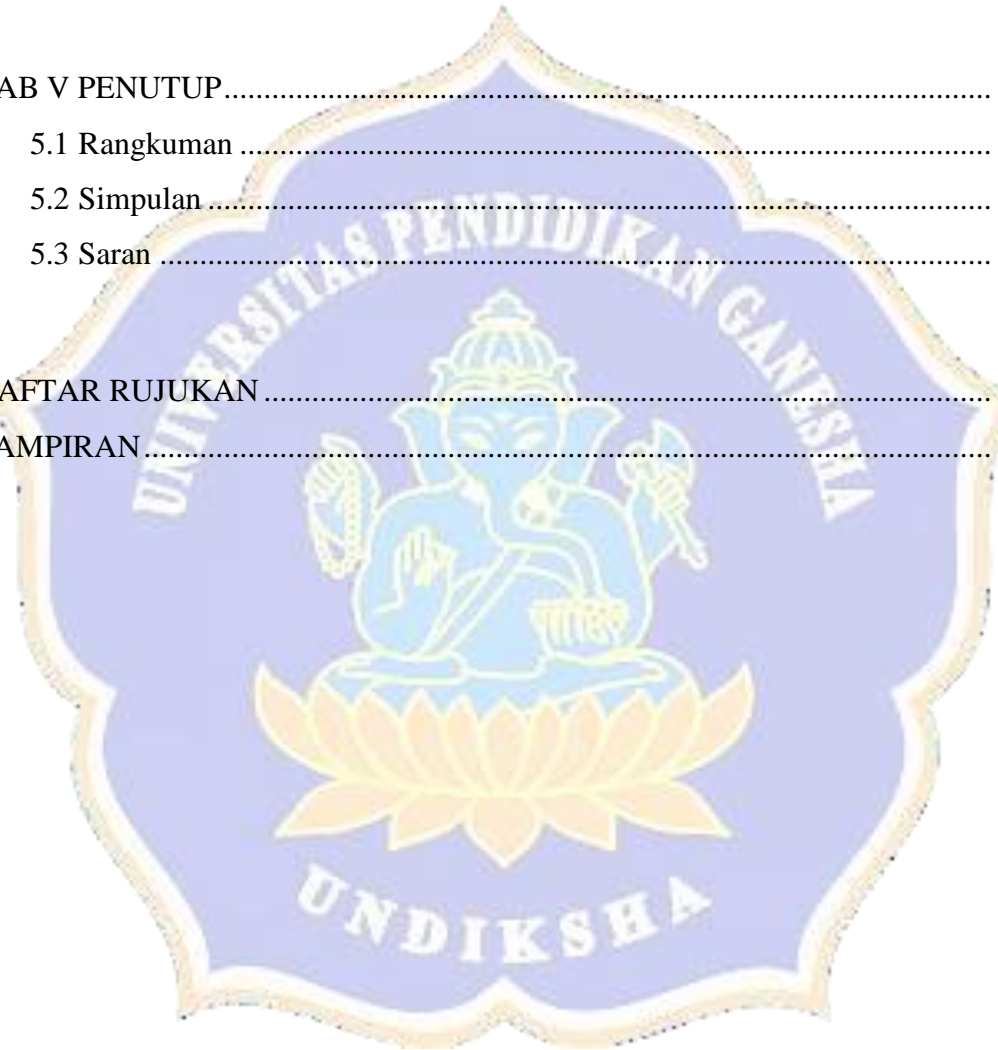 AB V PENUTUP
5.1 Rangkuman
5.2 Simpulan
5.3 Saran
AFTAR RUJUKAN
AMPIRAN
UNIVERSITAS PENDIDIKAN GANESHA
UNDIKSHA